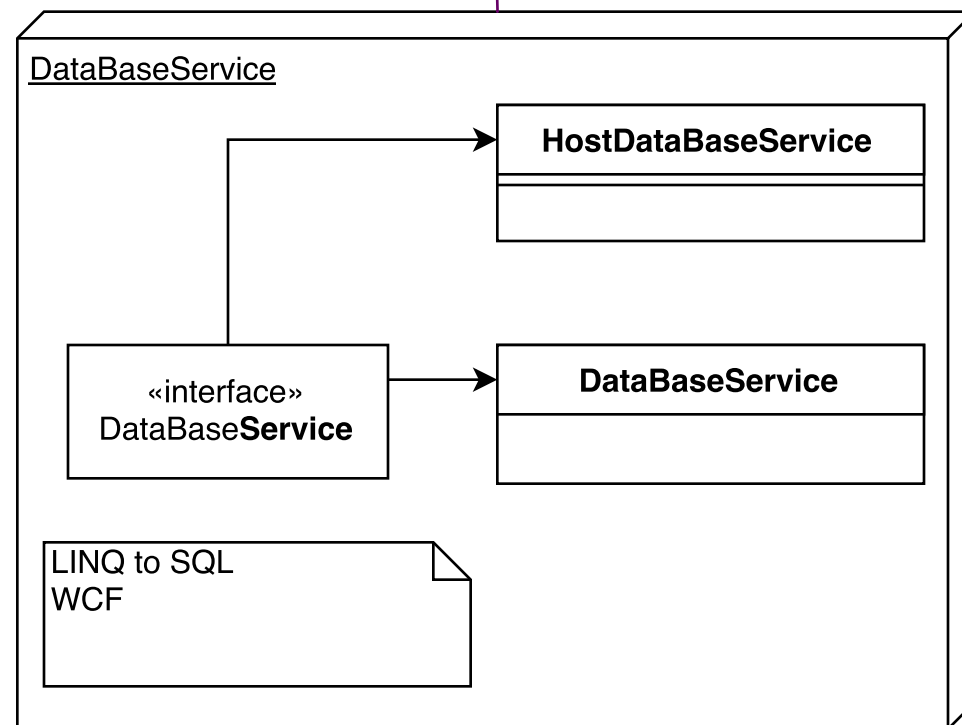 DataBaseService
HostDataBaseService
«interface»
DataBaseService
DataBaseService
LINQ to SQL
WCF